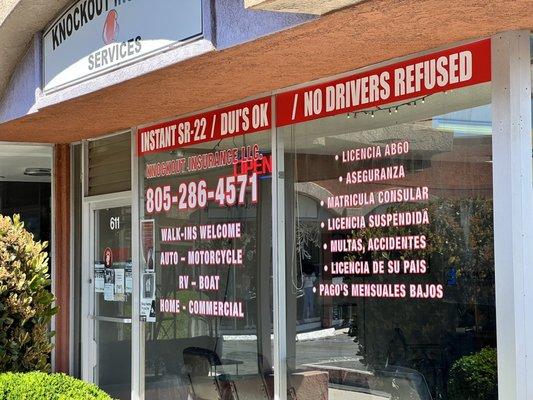 KNOCKOUT
SERVICES
INSTANT SR-22 / DUI'S OK / NO DRIVERS REFUSED
KNOCKOUT INSURANCE LLC.
OPEN
805-286-4571
611
WALK-INS WELCOME
AUTO - MOTORCYCLE
RV - BOAT
HOME - COMMERCIAL
• LICENCIA AB60
• ASEGURANZA
• MATRICULA CONSULAR
• LICENCIA SUSPENDIDA
• MULTAS, ACCIDENTES
• LICENCIA DE SU PAIS
PAGO'S MENSUALES BAJOS